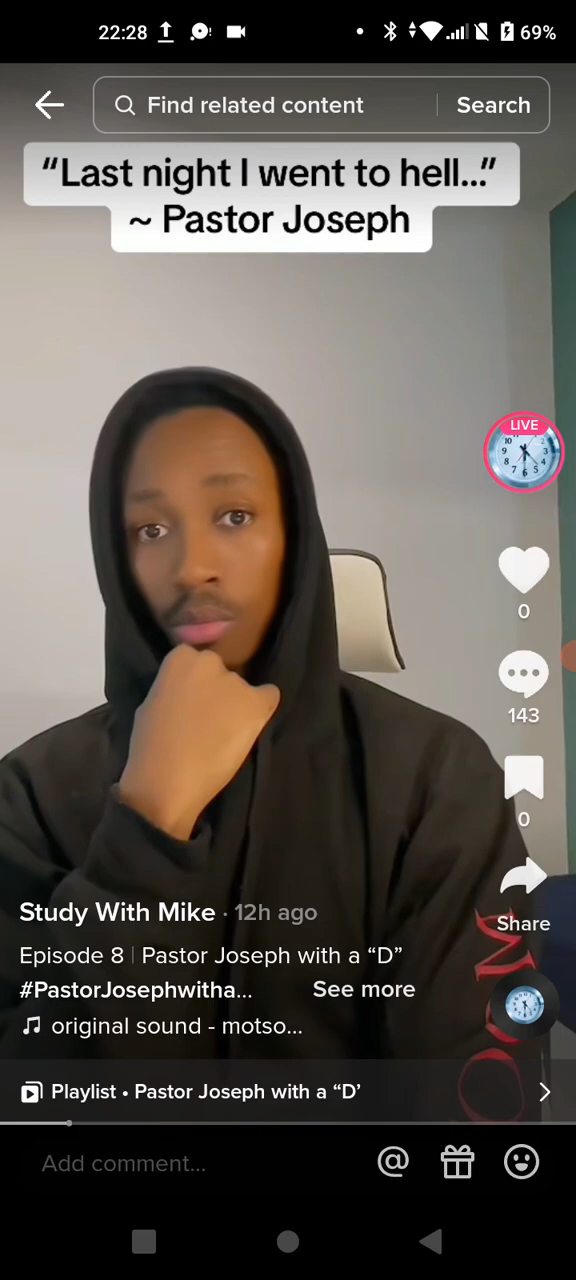 22:28
69%
Find related content
Search
“Last night I went to hell...”
~ Pastor Joseph
LIVE
0
143
0
Share
Study With Mike · 12h ago
Episode 8 | Pastor Joseph with a “D”
#PastorJosephwitha... See more
original sound - motso...
Playlist • Pastor Joseph with a “D’
Add comment...